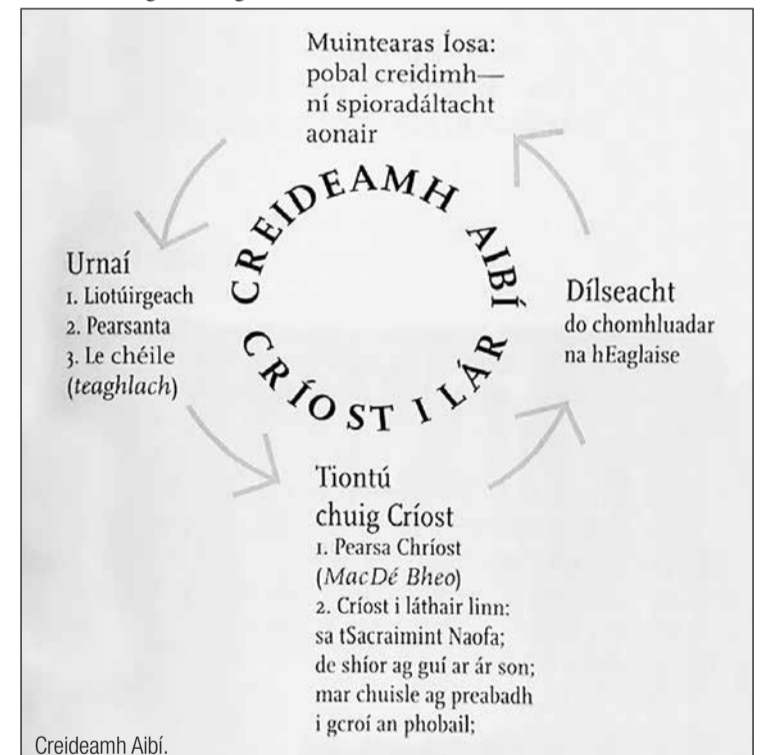 Muintearas Íosa:
pobal creidimh—
ní spioradáltacht
aonair
CREIDEAMH AIBÍ
CRÍOST I LÁR
Urnaí
1. Liotúirgeach
2. Pearsanta
3. Le chéile
(teaghlach)
Dílseacht
do chomhluadar
na hEaglaise
Tiontú
chuig Críost
1. Pearsa Chríost
(MacDé Bheo)
2. Críost i láthair linn:
sa tSacraimint Naofa;
de shíor ag guí ar ár son;
mar chuisle ag preabadh
i gcroí an phobail;
Creideamh Aibí.